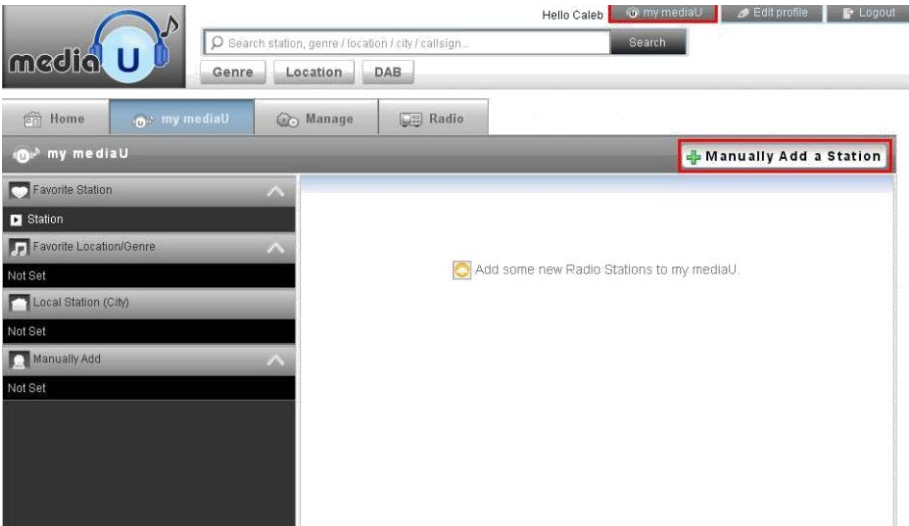 Hello Caleb my mediaU Edit profile Logout
media U
Search station, genre / location / city / callsign... Search
Genre Location DAB
Home my mediaU Manage Radio
my mediaU Manually Add a Station
Favorite Station
Station
Favorite Location/Genre
Not Set
Add some new Radio Stations to my mediaU.
Local Station (City)
Not Set
Manually Add
Not Set